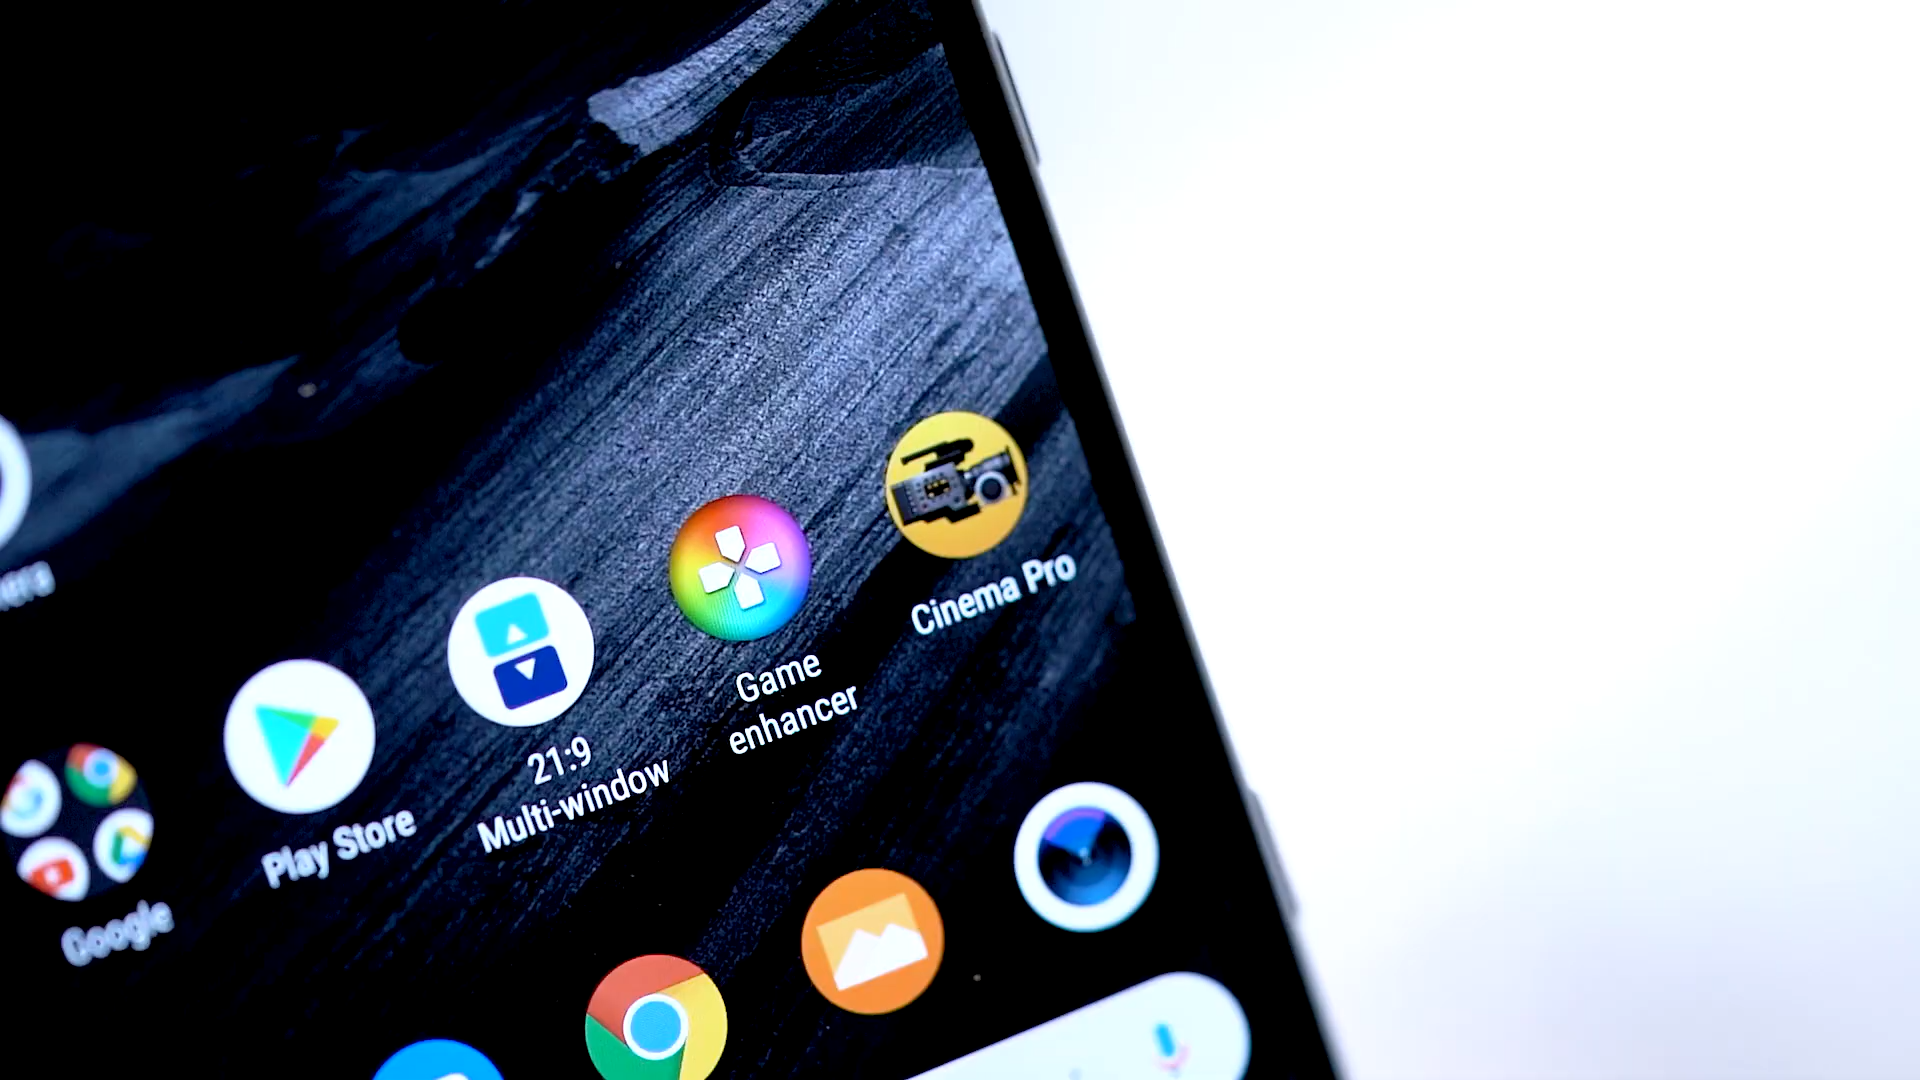 Cinema Pro
Game
enhancer
21:9
Multi-window
Play Store
Google